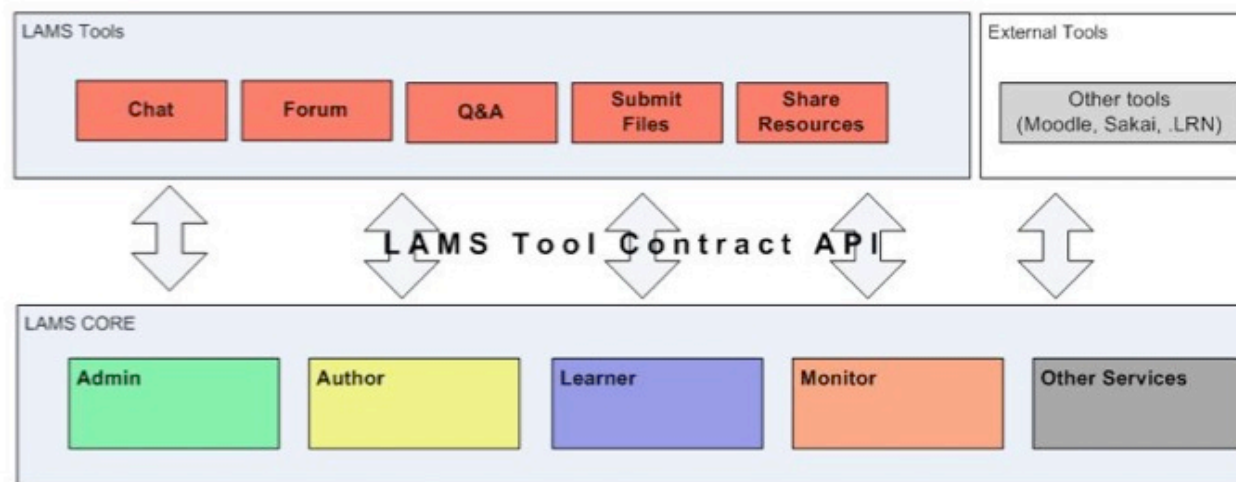 LAMS Tools
External Tools
Chat
Forum
Q&A
Submit
Files
Share
Resources
Other tools
(Moodle, Sakai, .LRN)
LAMS Tool Contract API
LAMS CORE
Admin
Author
Learner
Monitor
Other Services